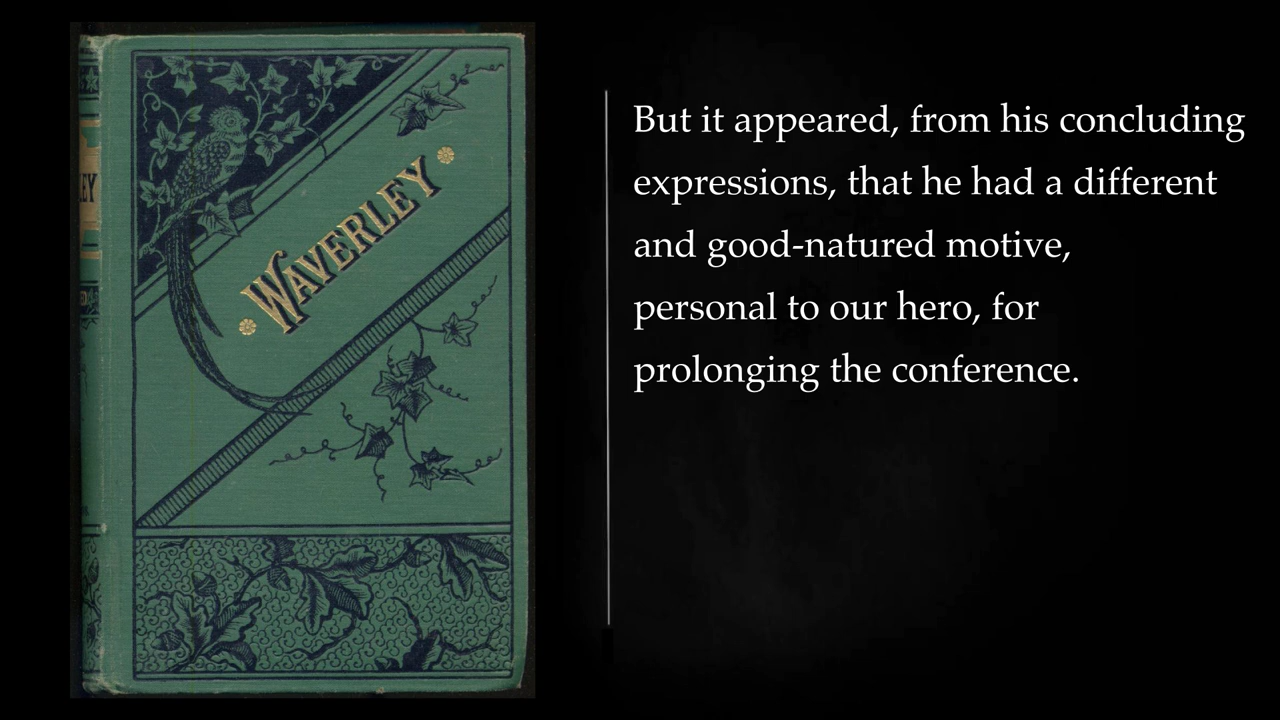 WAVERLEY
EY
But it appeared, from his concluding
expressions, that he had a different
and good-natured motive,
personal to our hero, for
prolonging the conference.